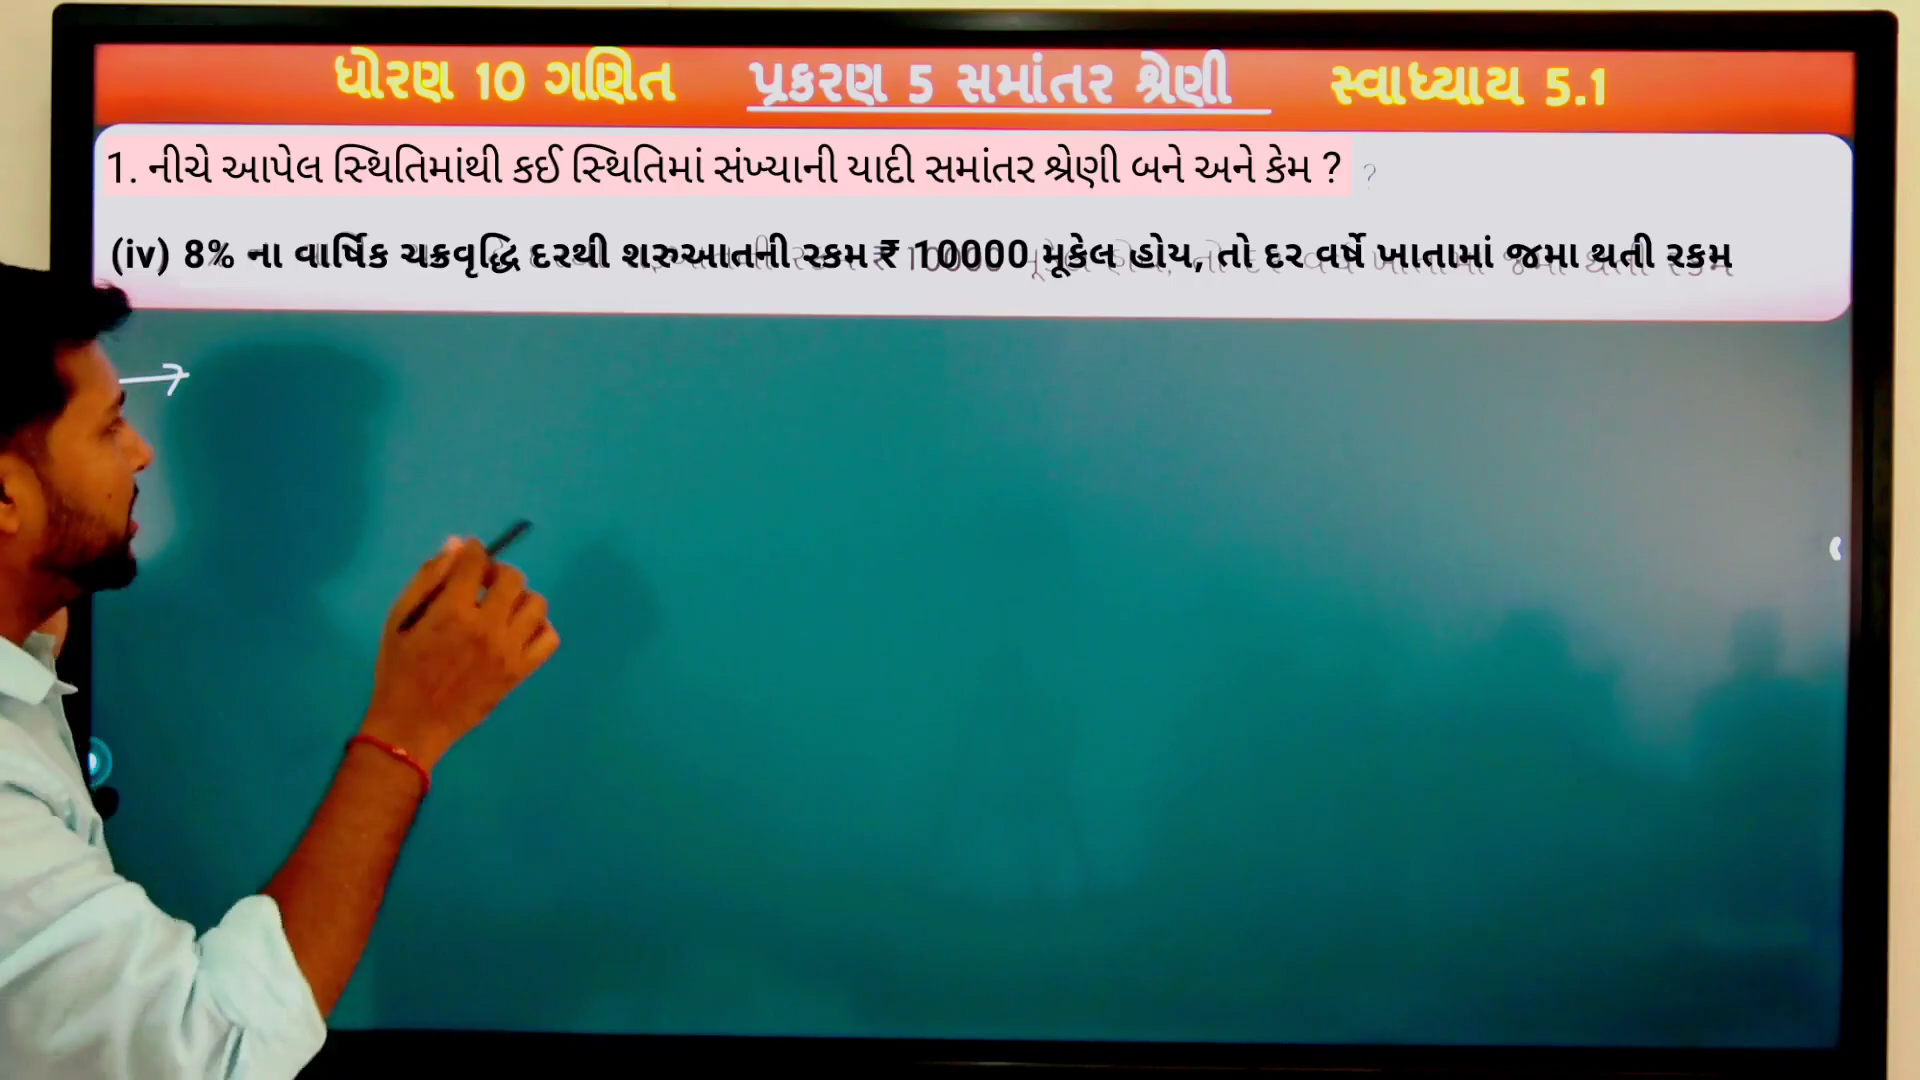 ધોરણ 10 ગણિત પ્રકરણ 5 સમાંતર શ્રેણી સ્વાધ્યાય 5.1
1. નીચે આપેલ સ્થિતિમાંથી કઈ સ્થિતિમાં સંખ્યાની યાદી સમાંતર શ્રેણી બને અને કેમ ?
(iv) 8% ના વાર્ષિક ચક્રવૃદ્ધિ દરથી શરુઆતની રકમ ₹ 10000 મૂકેલ હોય, તો દર વર્ષે ખાતામાં જમા થતી રકમ